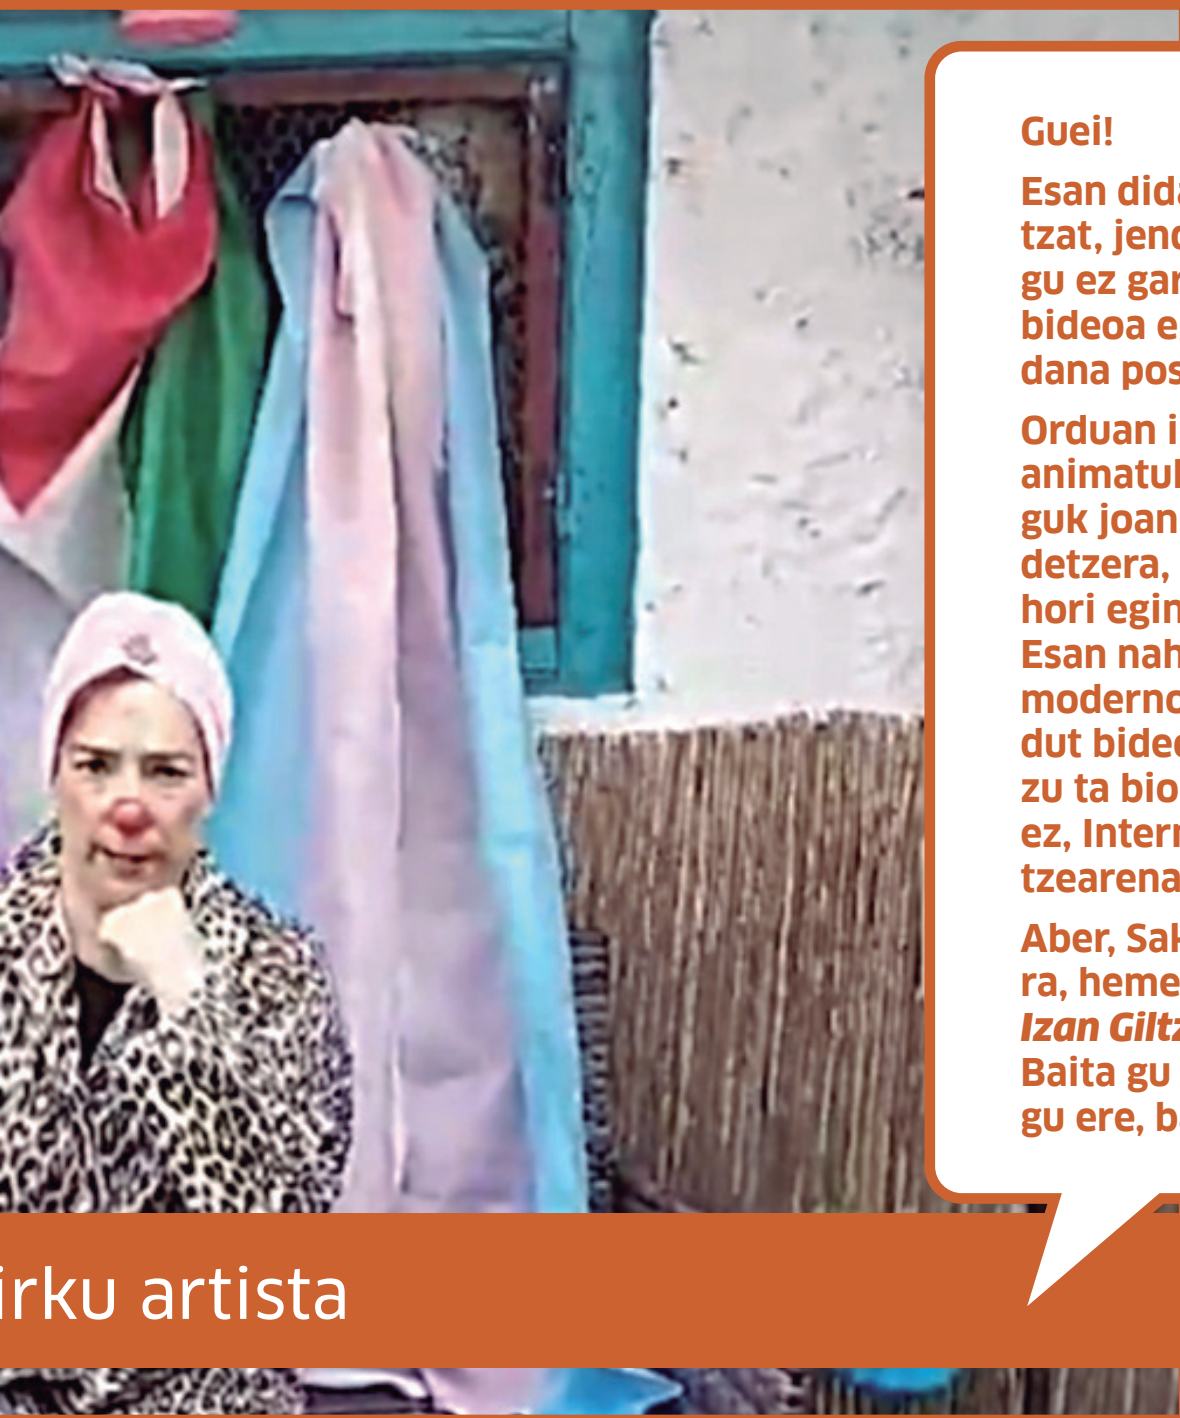 Guei!
Esan dida
tzat, jend
gu ez gar
bideoa e
dana pos
Orduan i
animatul
guk joan
detzera,
hori egin
Esan nah
moderno
dut bideo
zu ta bio
ez, Intern
tzearena
Aber, Sak
ra, heme
Izan Giltz
Baita gu
gu ere, ba
irku artista